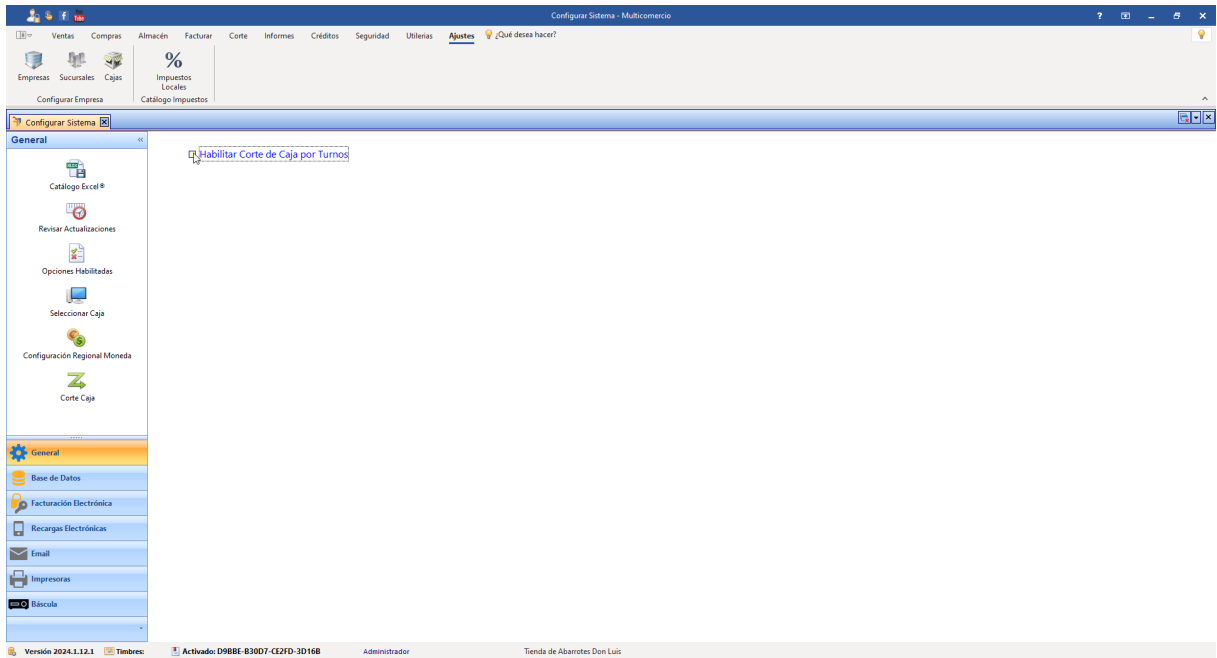 f You Tube Configurar Sistema - Multicomercio ?
Ventas Compras Almacén Facturar Corte Informes Créditos Seguridad Utilerias Ajustes ¿Qué desea hacer?
Empresas Sucursales Cajas % Impuestos Locales
Configurar Empresa Catálogo Impuestos
Configurar Sistema
General «
Habilitar Corte de Caja por Turnos
Catálogo Excel®
Revisar Actualizaciones
Opciones Habilitadas
Seleccionar Caja
Configuración Regional Moneda
Corte Caja
General
Base de Datos
Facturación Electrónica
Recargas Electrónicas
Email
Impresoras
Báscula
Versión 2024.1.12.1 Timbres: Activado: D9BBE-B30D7-CE2FD-3D16B Administrador Tienda de Abarrotes Don Luis